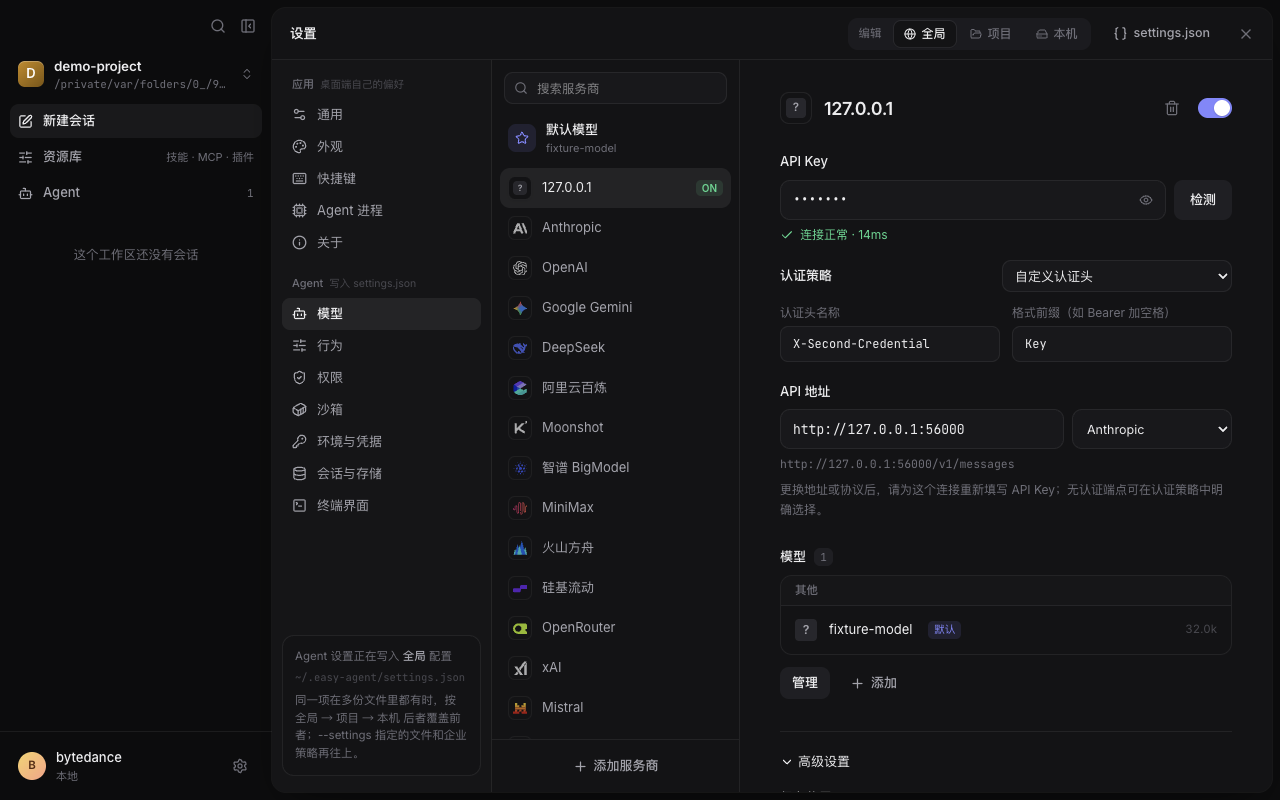 设置
编辑
全局
项目
本机
{ } settings.json
D
demo-project
/private/var/folders/0_/9…
新建会话
资源库
技能 · MCP · 插件
Agent
1
这个工作区还没有会话
B
bytedance
本地
应用 桌面端自己的偏好
通用
外观
快捷键
Agent 进程
关于
Agent 写入 settings.json
模型
行为
权限
沙箱
环境与凭据
会话与存储
终端界面
Agent 设置正在写入 全局 配置
~/.easy-agent/settings.json
同一项在多份文件里都有时，按
全局 → 项目 → 本机 后者覆盖前
者；--settings 指定的文件和企业
策略再往上。
搜索服务商
默认模型
fixture-model
? 127.0.0.1 ON
Anthropic
OpenAI
Google Gemini
DeepSeek
阿里云百炼
Moonshot
智谱 BigModel
MiniMax
火山方舟
硅基流动
OpenRouter
xAI
Mistral
添加服务商
? 127.0.0.1
API Key
•••••••
检测
连接正常 · 14ms
认证策略
自定义认证头
认证头名称
格式前缀（如 Bearer 加空格）
X-Second-Credential
Key
API 地址
http://127.0.0.1:56000
Anthropic
http://127.0.0.1:56000/v1/messages
更换地址或协议后，请为这个连接重新填写 API Key；无认证端点可在认证策略中明
确选择。
模型 1
其他
? fixture-model 默认 32.0k
管理
添加
高级设置